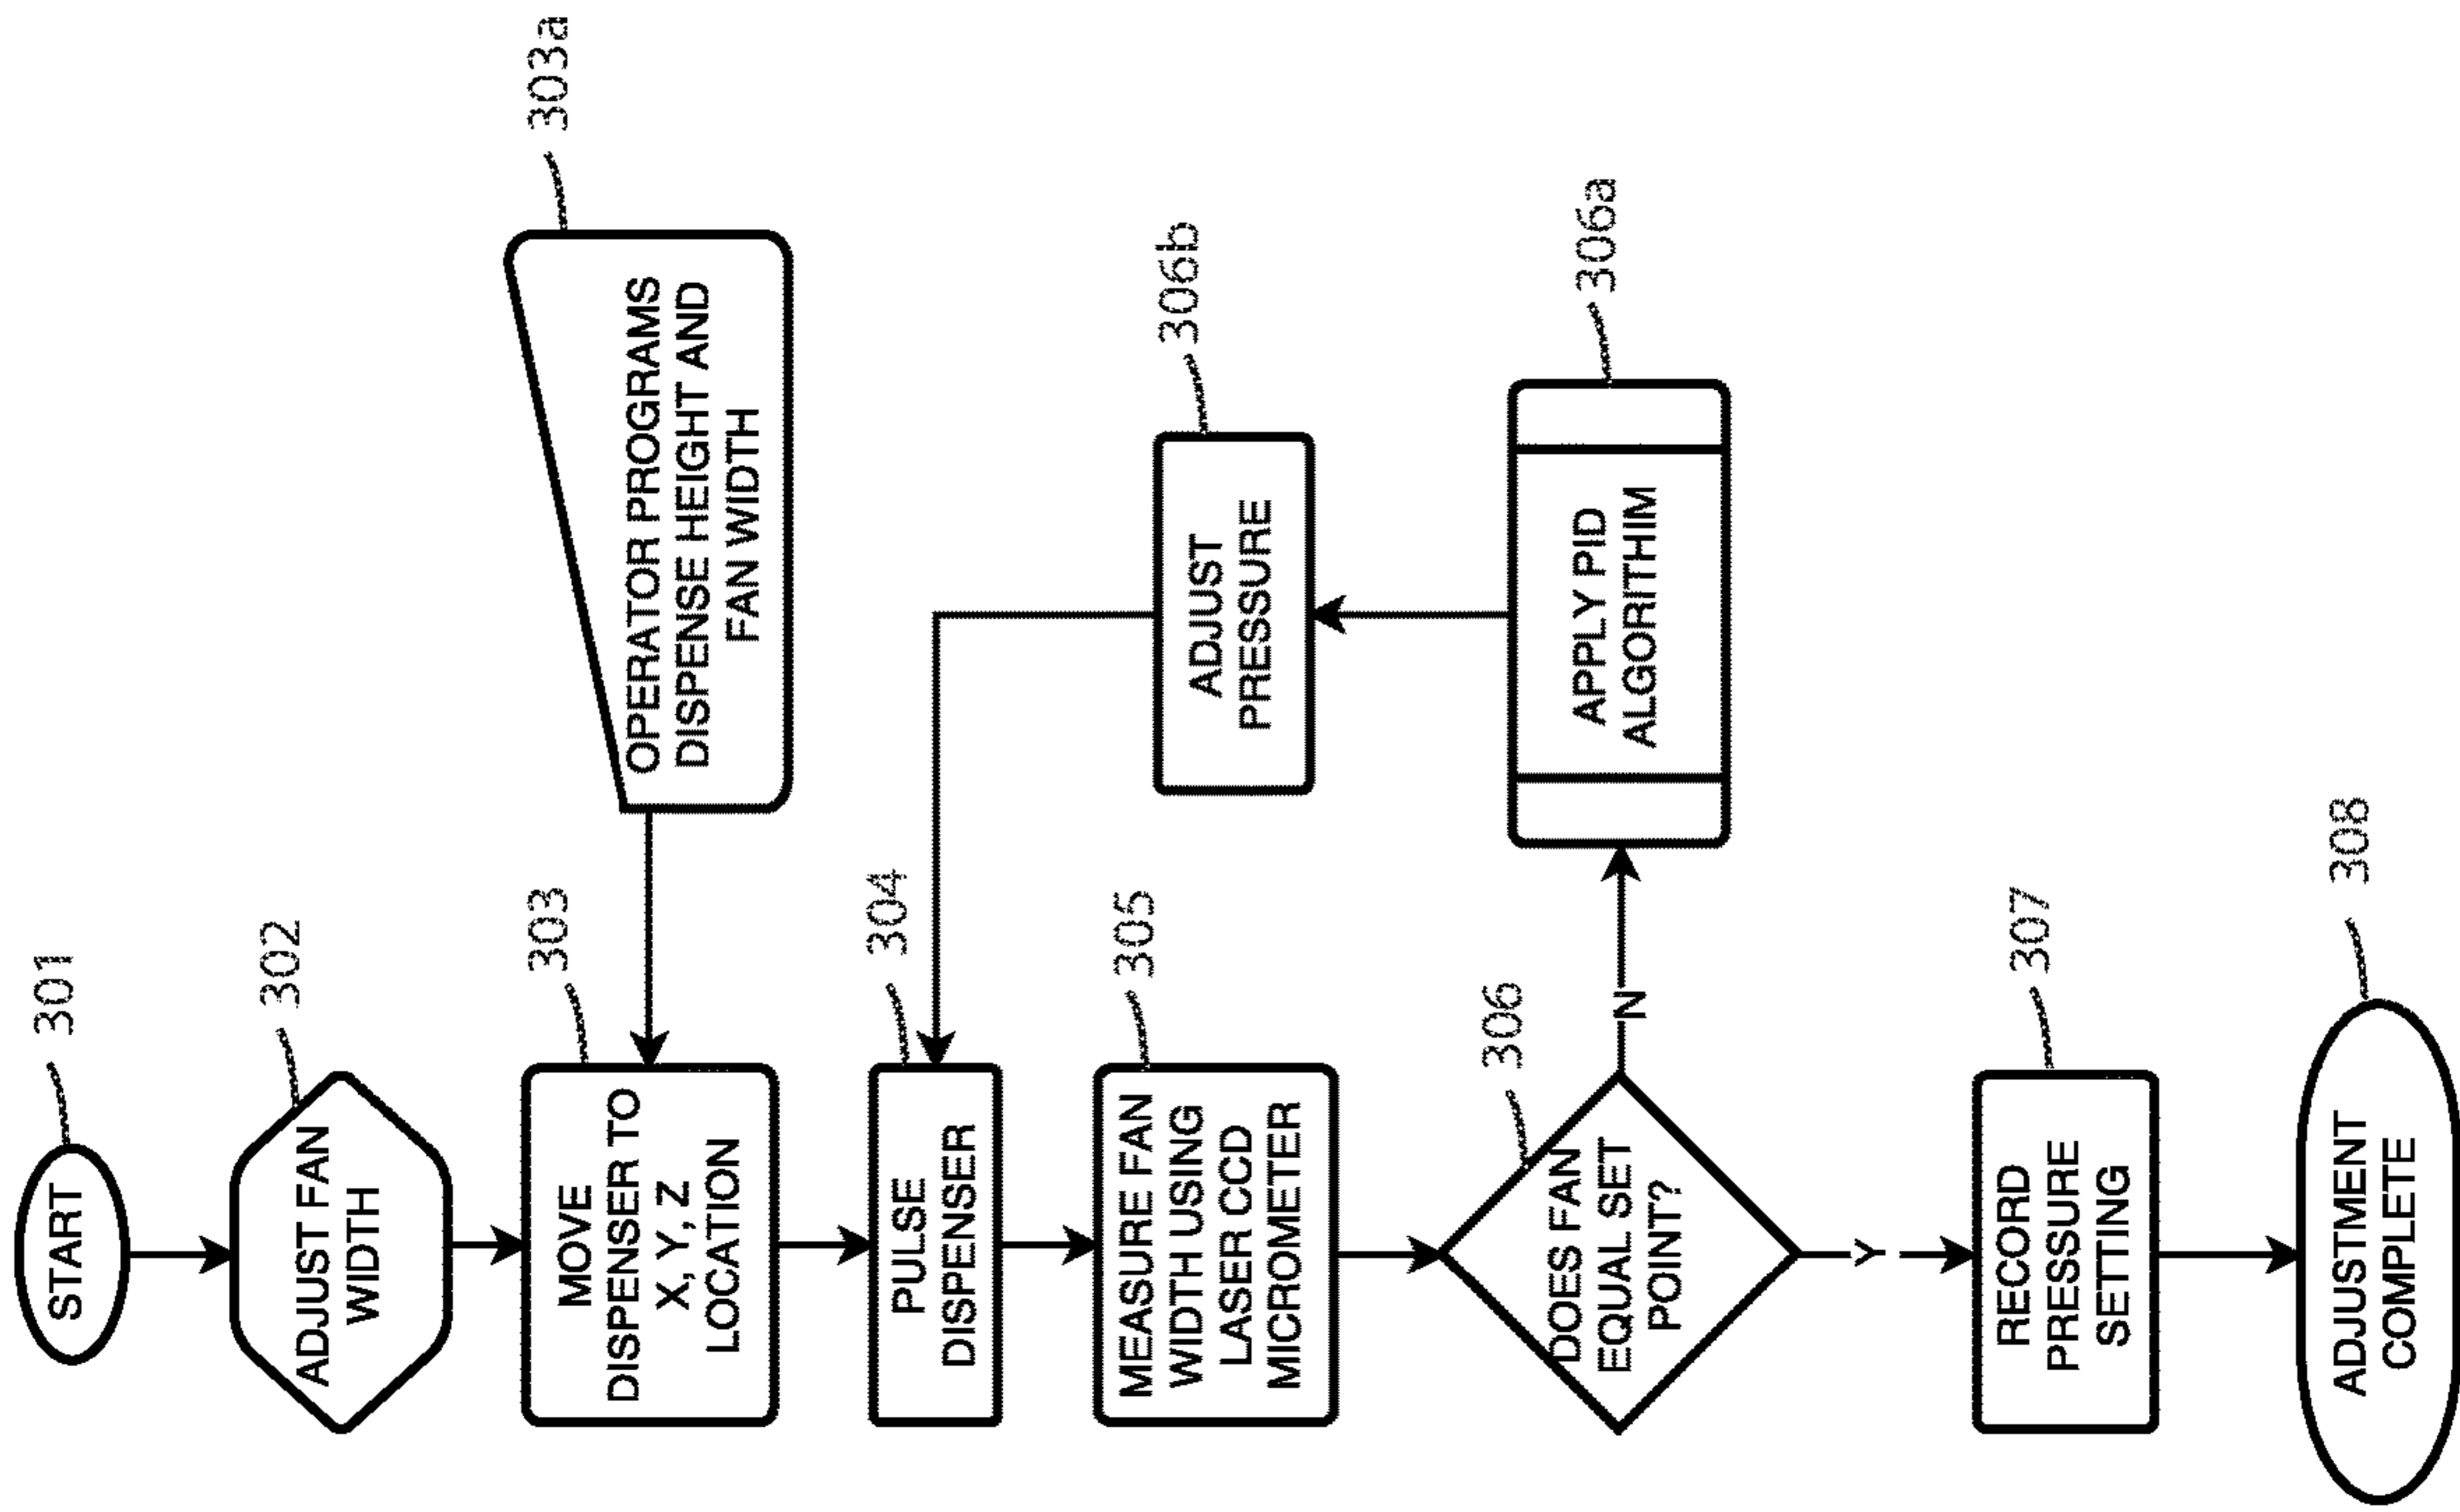 301
START
302
ADJUST FAN
WIDTH
303
MOVE
DISPENSER TO
X, Y, Z
LOCATION
303a
OPERATOR PROGRAMS
DISPENSE HEIGHT AND
FAN WIDTH
304
PULSE
DISPENSER
305
MEASURE FAN
WIDTH USING
LASER CCD
MICROMETER
306
DOES FAN
EQUAL SET
POINT?
N
306a
APPLY PID
ALGORITHIM
306b
ADJUST
PRESSURE
Y
307
RECORD
PRESSURE
SETTING
308
ADJUSTMENT
COMPLETE